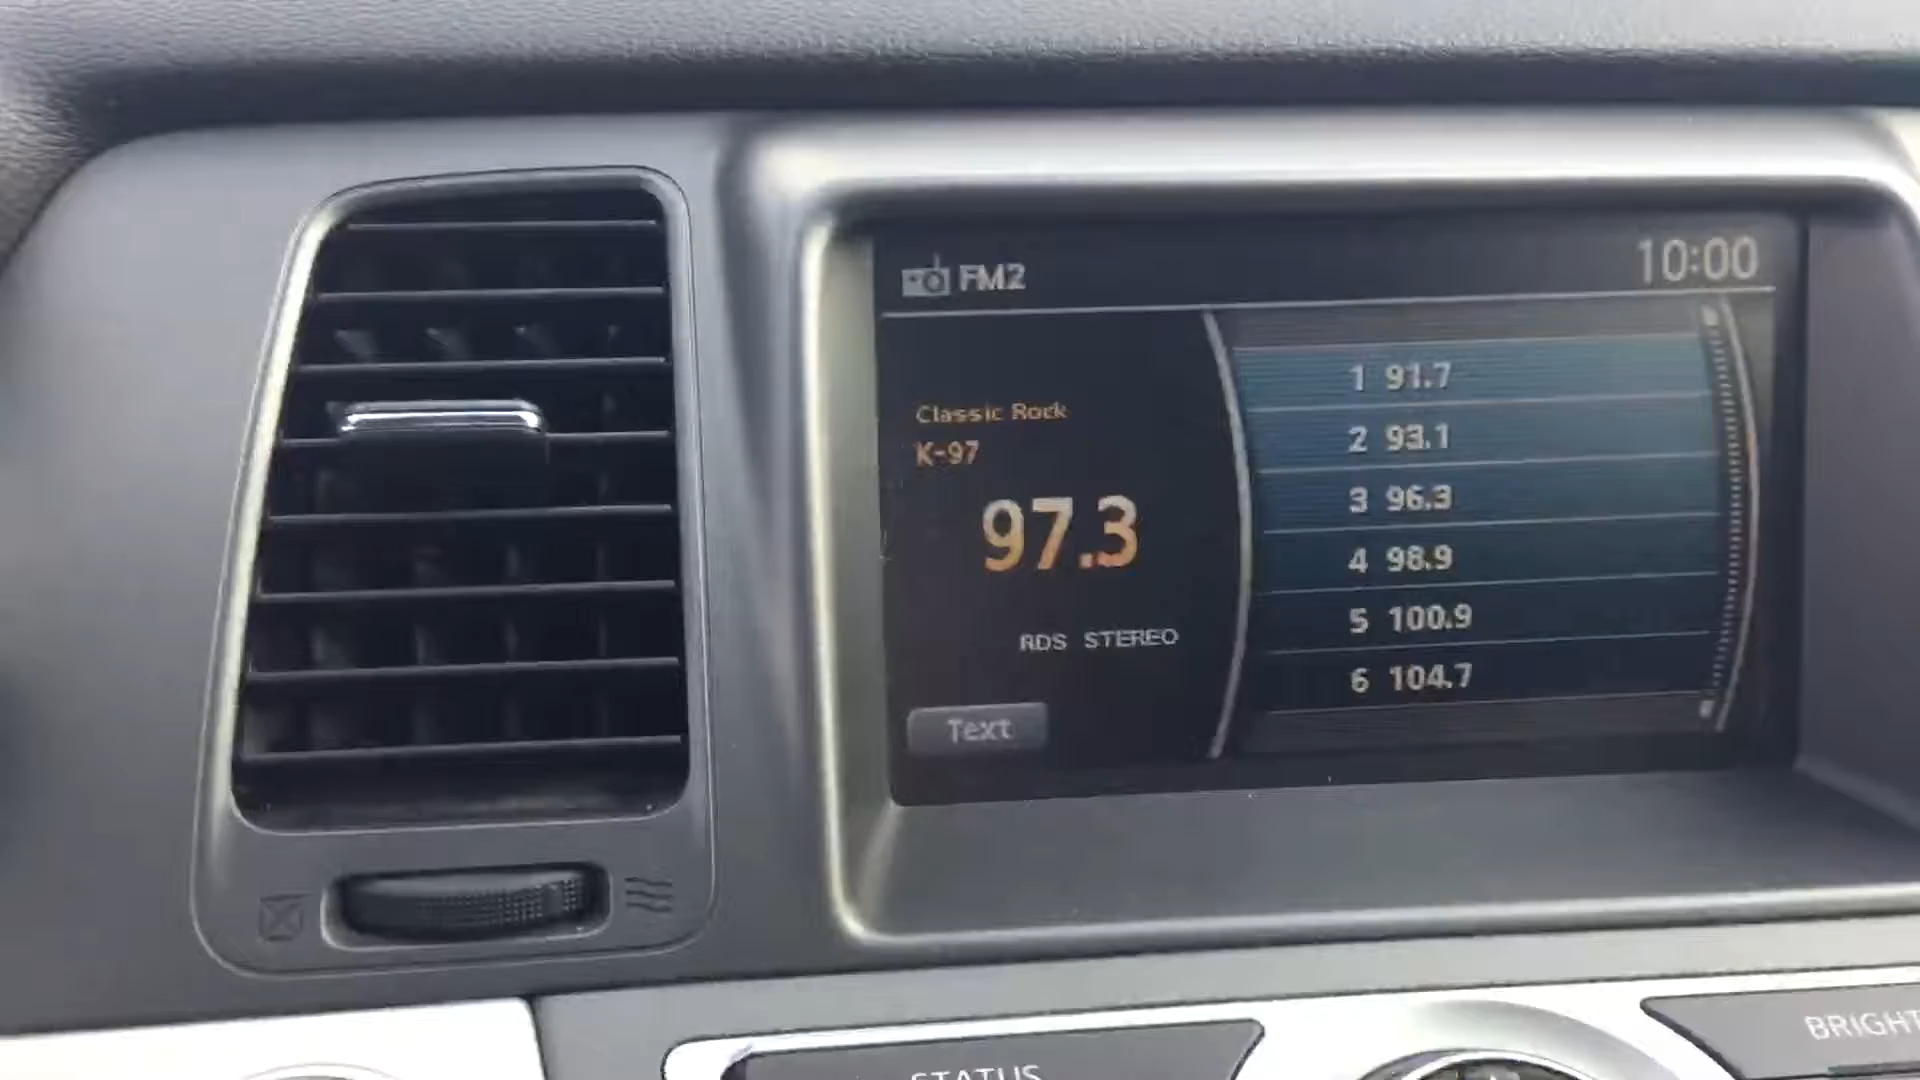 FM2
10:00
Classic Rock
K-97
97.3
RDS STEREO
Text
1 91.7
2 93.1
3 96.3
4 98.9
5 100.9
6 104.7
STATUS
BRIGHT